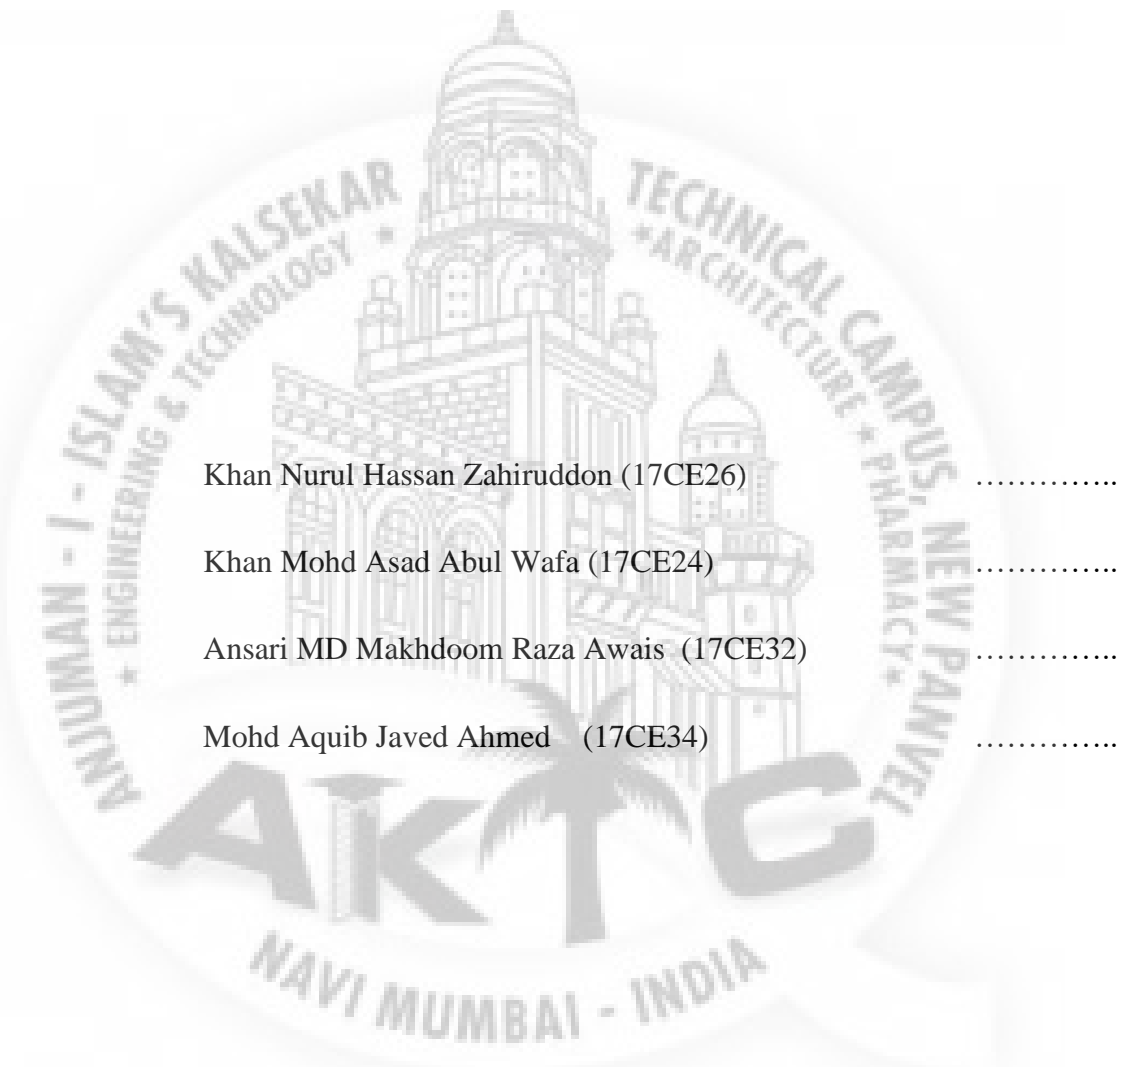 ANJUMAN - I - ISLAM'S KALSEKAR TECHNICAL CAMPUS, NEW PANVEL
* ENGINEERING & TECHNOLOGY * *ARCHITECTURE * PHARMACY*
Khan Nurul Hassan Zahiruddon (17CE26) …………..
Khan Mohd Asad Abul Wafa (17CE24) …………..
Ansari MD Makhdoom Raza Awais (17CE32) …………..
Mohd Aquib Javed Ahmed (17CE34) …………..
AIKTC
NAVI MUMBAI - INDIA